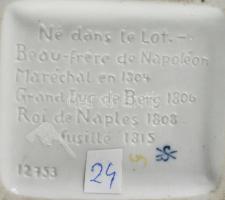 Né dans le Lot. –
Beau-frère de Napoléon
Maréchal en 1804
Grand Duc de Berg 1806
Roi de Naples 1808
fusillé 1815
12753
24